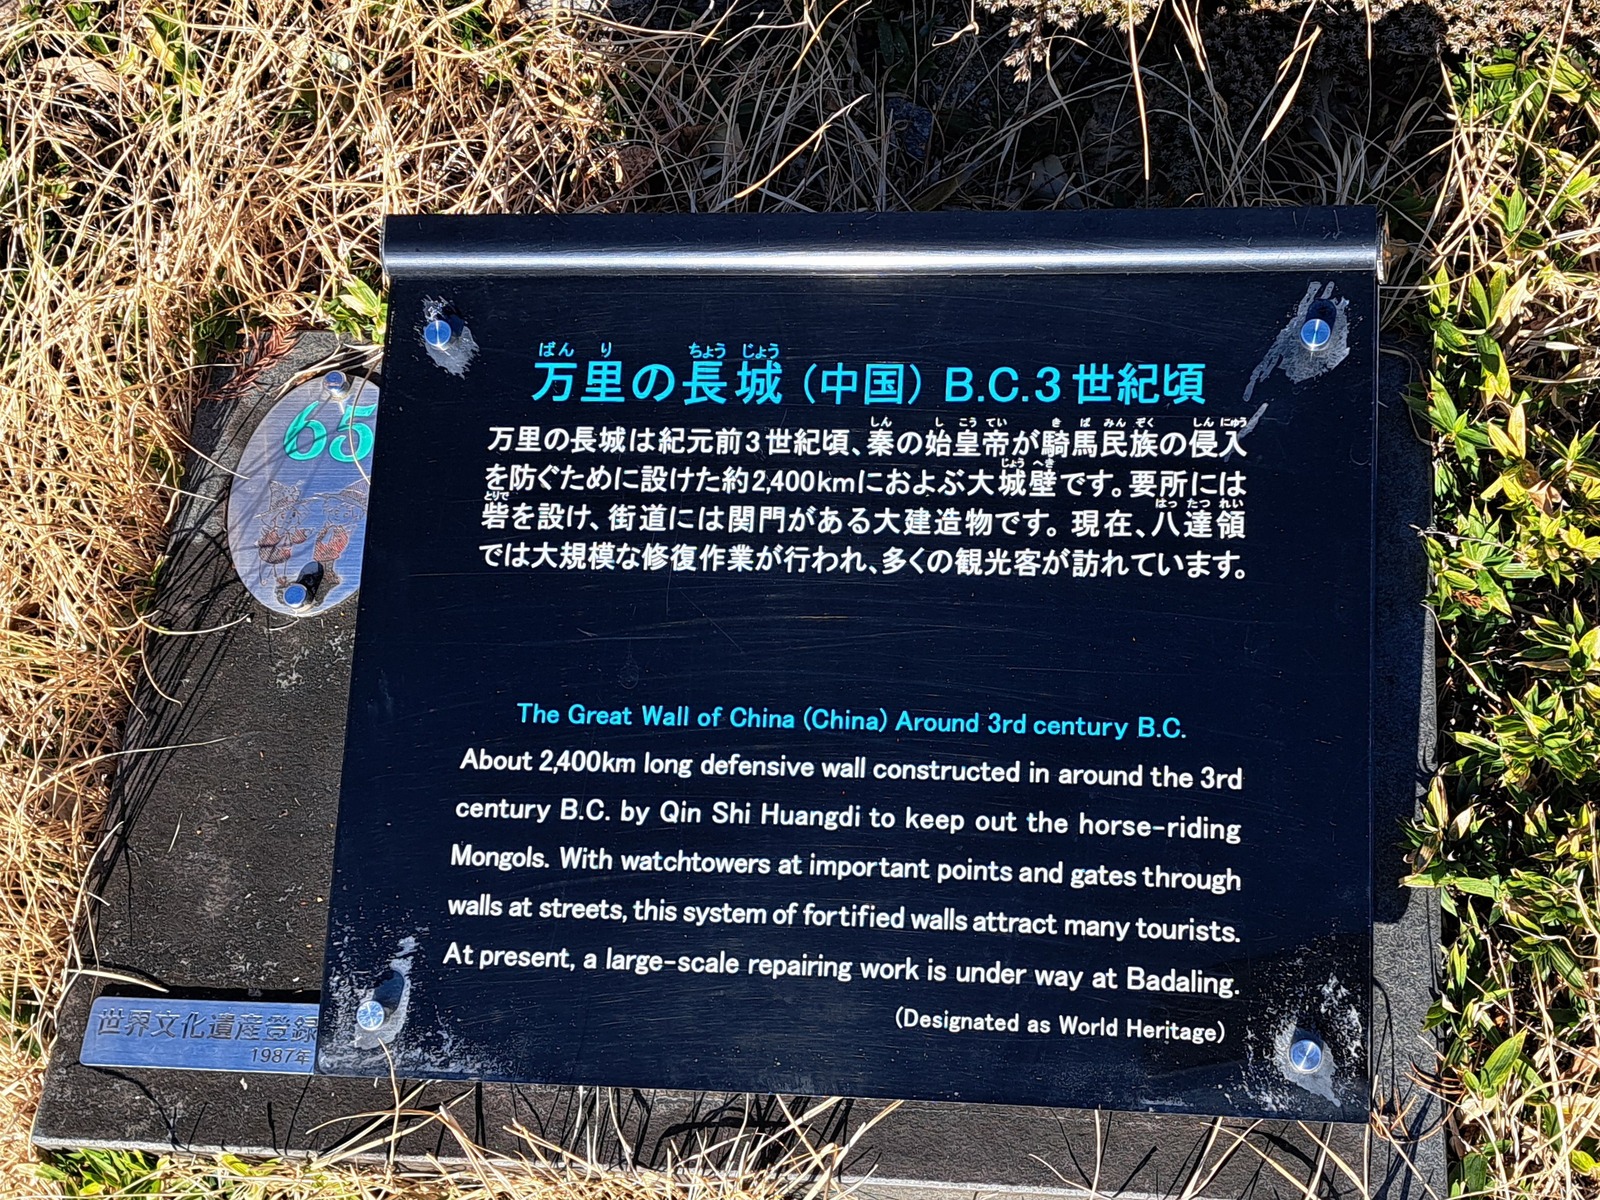 65
万里の長城（中国）B.C.3世紀頃
万里の長城は紀元前3世紀頃、秦の始皇帝が騎馬民族の侵入
を防ぐために設けた約2,400kmにおよぶ大城壁です。要所には
砦を設け、街道には関門がある大建造物です。現在、八達領
では大規模な修復作業が行われ、多くの観光客が訪れています。
The Great Wall of China (China) Around 3rd century B.C.
About 2,400km long defensive wall constructed in around the 3rd
century B.C. by Qin Shi Huangdi to keep out the horse-riding
Mongols. With watchtowers at important points and gates through
walls at streets, this system of fortified walls attract many tourists.
At present, a large-scale repairing work is under way at Badaling.
(Designated as World Heritage)
世界文化遺産登録
1987年